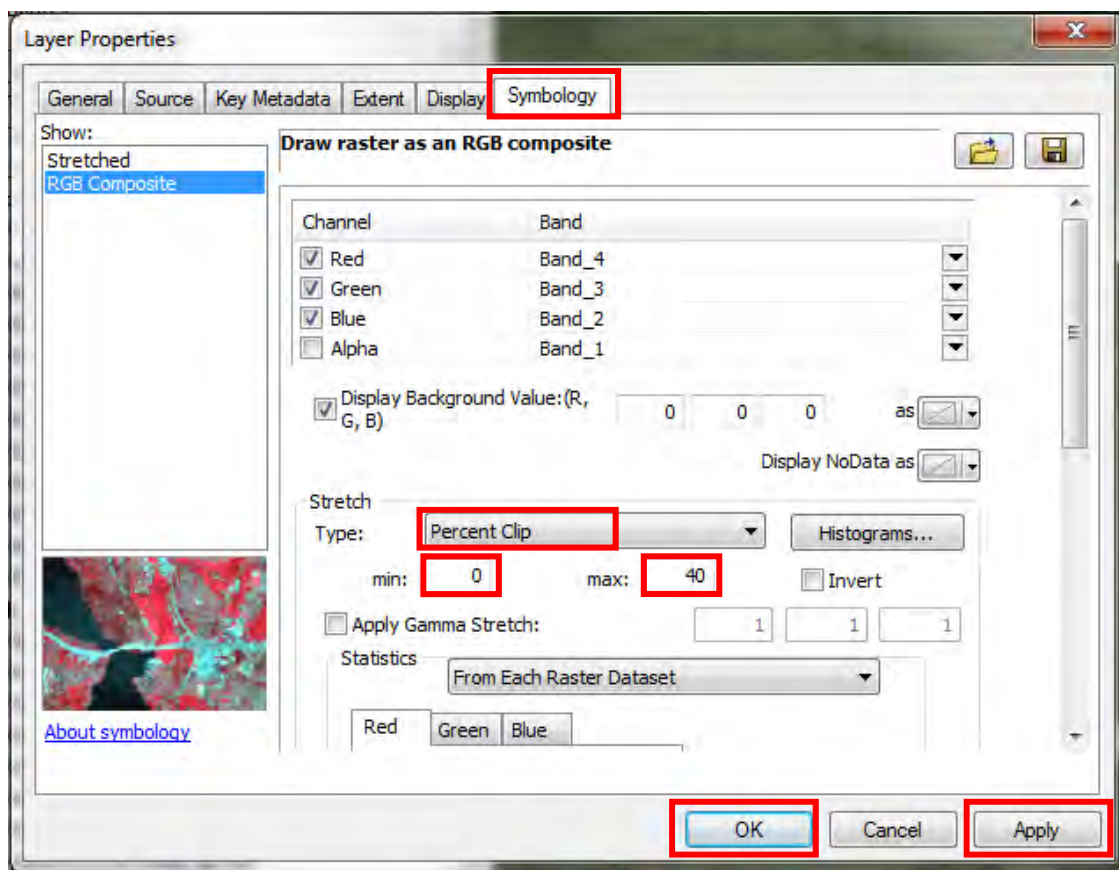 Layer Properties
General Source Key Metadata Extent Display Symbology
Show:
Stretched
RGB Composite
Draw raster as an RGB composite
Channel Band
Red Band_4
Green Band_3
Blue Band_2
Alpha Band_1
Display Background Value:(R,
G, B) 0 0 0 as
Display NoData as
Stretch
Type: Percent Clip Histograms...
min: 0 max: 40 Invert
Apply Gamma Stretch: 1 1 1
Statistics
From Each Raster Dataset
Red Green Blue
About symbology
OK Cancel Apply